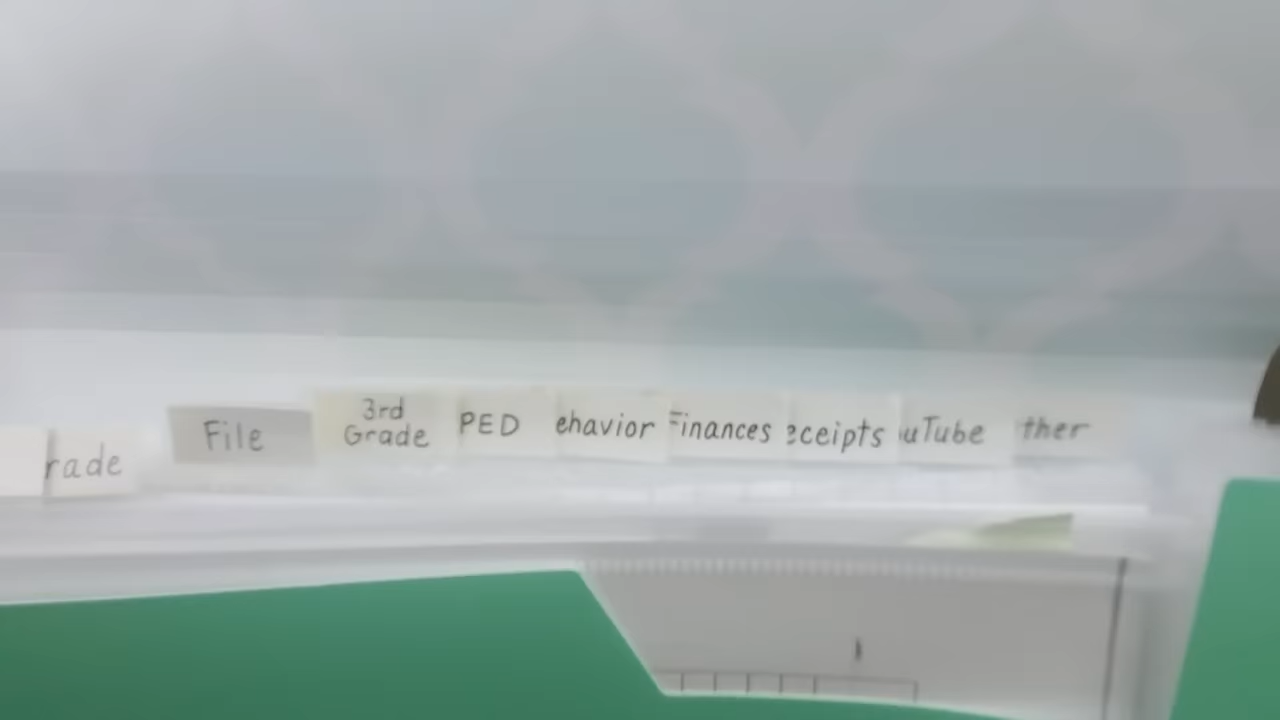 rade
File
3rd
Grade
PED
ehavior
Finances
eceipts
uTube
ther